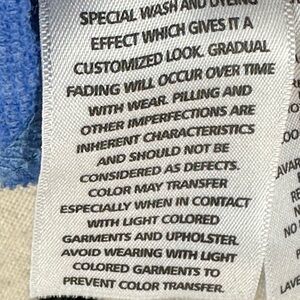 SPECIAL WASH AND DYEING
EFFECT WHICH GIVES IT A
CUSTOMIZED LOOK. GRADUAL
FADING WILL OCCUR OVER TIME
WITH WEAR. PILLING AND
OTHER IMPERFECTIONS ARE
INHERENT CHARACTERISTICS
AND SHOULD NOT BE
CONSIDERED AS DEFECTS.
COLOR MAY TRANSFER
ESPECIALLY WHEN IN CONTACT
WITH LIGHT COLORED
GARMENTS AND UPHOLSTER.
AVOID WEARING WITH LIGHT
COLORED GARMENTS TO
PREVENT COLOR TRANSFER.